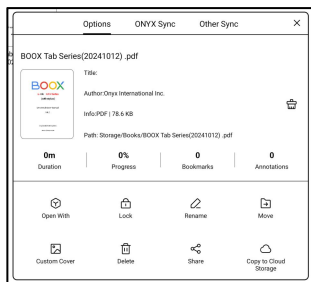 Options ONYX Sync Other Sync
BOOX Tab Series(20241012) .pdf
BOOX
Title:
Author:Onyx International Inc.
Info:PDF | 78.6 KB
Path: Storage/Books/BOOX Tab Series(20241012) .pdf
0m 0% 0 0
Duration Progress Bookmarks Annotations
Open With Lock Rename Move
Custom Cover Delete Share Copy to Cloud
Storage